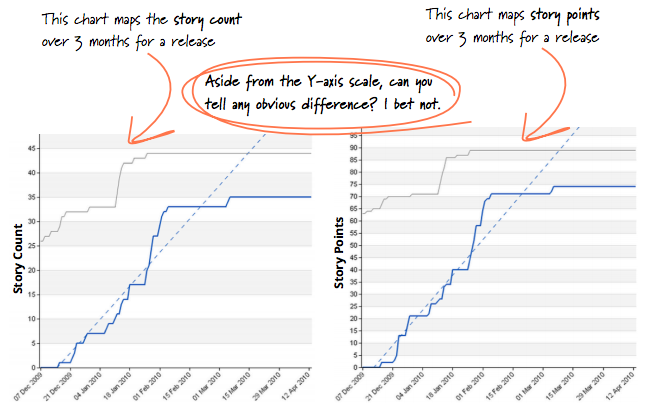 This chart maps the story count
over 3 months for a release
This chart maps story points
over 3 months for a release
Aside from the Y-axis scale, can you
tell any obvious difference? I bet not.
Story Count
45
40
35
30
25
20
15
10
5
0
07 Dec 2009
21 Dec 2009
04 Jan 2010
18 Jan 2010
01 Feb 2010
15 Feb 2010
01 Mar 2010
15 Mar 2010
29 Mar 2010
12 Apr 2010
Story Points
95
90
85
80
75
70
65
60
55
50
45
40
35
30
25
20
15
10
5
0
07 Dec 2009
21 Dec 2009
04 Jan 2010
18 Jan 2010
01 Feb 2010
15 Feb 2010
01 Mar 2010
15 Mar 2010
29 Mar 2010
12 Apr 2010